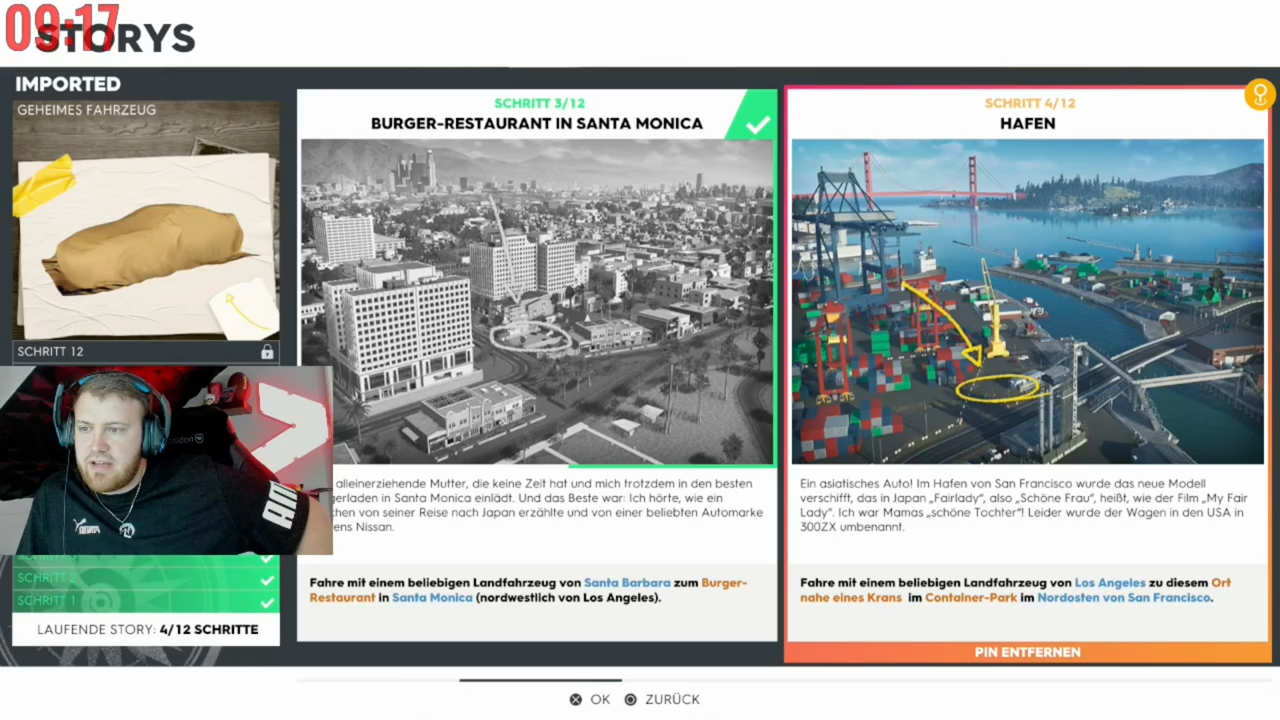 09:17
STORYS
IMPORTED
GEHEIMES FAHRZEUG
SCHRITT 12
SCHRITT 2
SCHRITT 1
LAUFENDE STORY: 4/12 SCHRITTE
SCHRITT 3/12
BURGER-RESTAURANT IN SANTA MONICA
alleinerziehende Mutter, die keine Zeit hat und mich trotzdem in den besten
in Santa Monica einlädt. Und das Beste war: Ich hörte, wie ein
von seiner Reise nach Japan erzählte und von einer beliebten Automarke
Nissan.
Fahre mit einem beliebigen Landfahrzeug von Santa Barbara zum Burger-
Restaurant in Santa Monica (nordwestlich von Los Angeles).
SCHRITT 4/12
HAFEN
Ein asiatisches Auto! Im Hafen von San Francisco wurde das neue Modell
verschifft, das in Japan „Fairlady“, also „Schöne Frau“, heißt, wie der Film „My Fair
Lady“. Ich war Mamas „schöne Tochter“! Leider wurde der Wagen in den USA in
300ZX umbenannt.
Fahre mit einem beliebigen Landfahrzeug von Los Angeles zu diesem Ort
nahe eines Krans im Container-Park im Nordosten von San Francisco.
PIN ENTFERNEN
OK
ZURÜCK